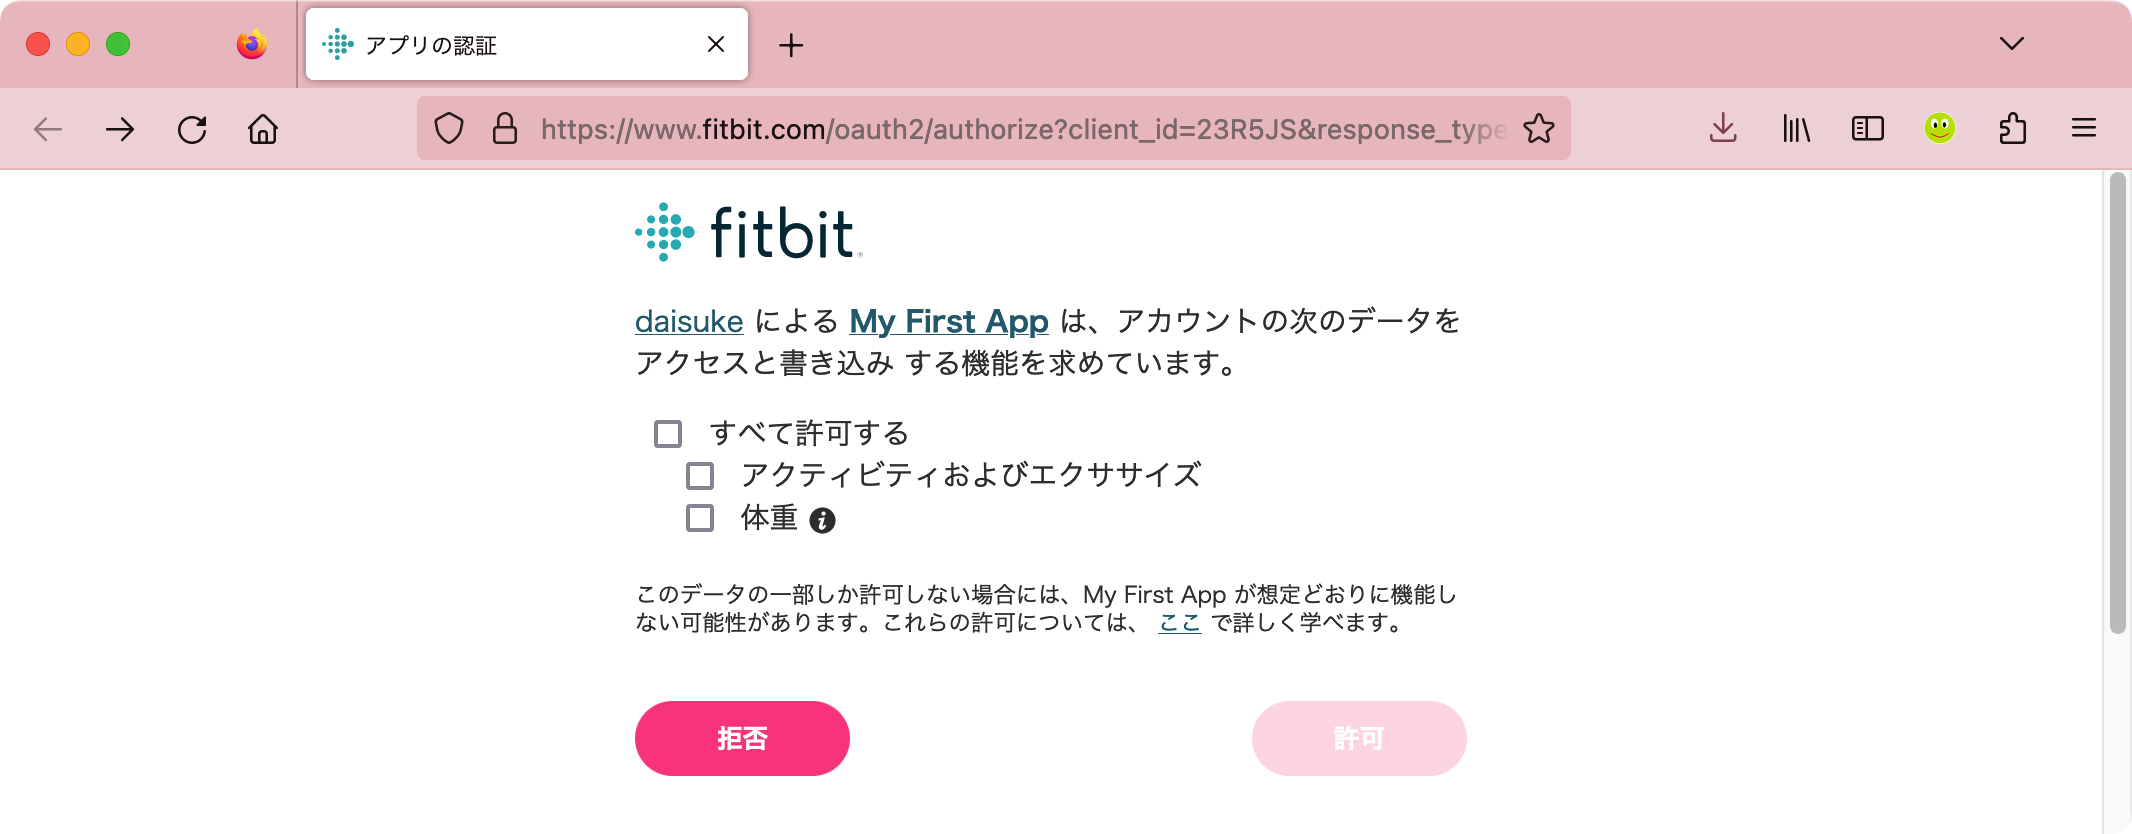 アプリの認証
https://www.fitbit.com/oauth2/authorize?client_id=23R5JS&response_type
fitbit
daisuke による My First App は、アカウントの次のデータを
アクセスと書き込み する機能を求めています。
すべて許可する
アクティビティおよびエクササイズ
体重
このデータの一部しか許可しない場合には、My First App が想定どおりに機能し
ない可能性があります。これらの許可については、 ここ で詳しく学べます。
拒否
許可